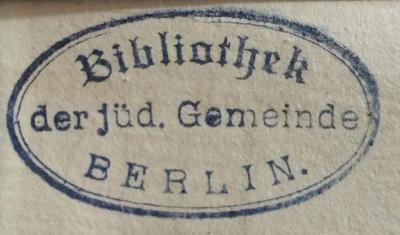 Bibliothek
der jüd. Gemeinde
BERLIN.